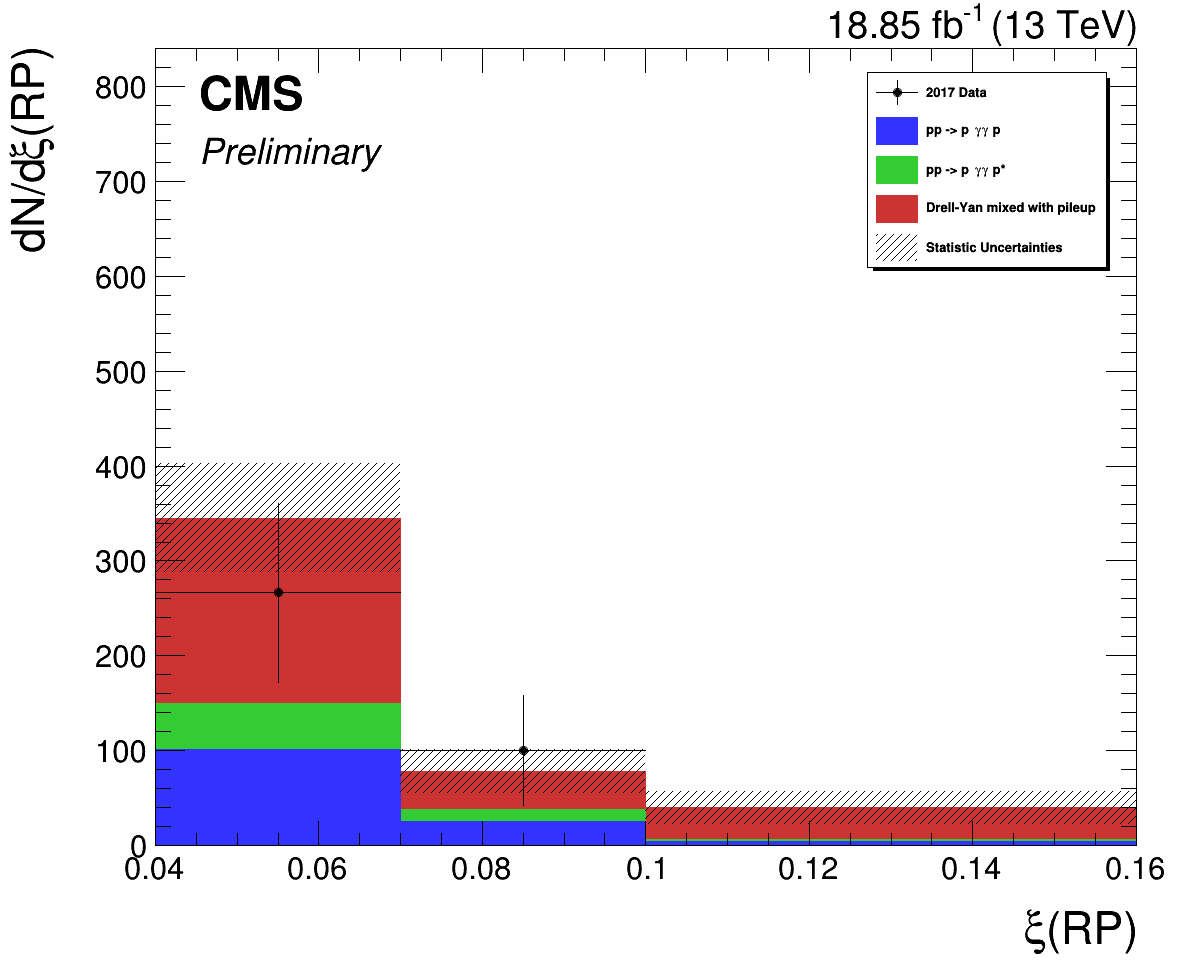 18.85 fb⁻¹ (13 TeV)
dN/dξ(RP)
CMS
Preliminary
2017 Data
pp -> p γγ p
pp -> p γγ p*
Drell-Yan mixed with pileup
Statistic Uncertainties
800
700
600
500
400
300
200
100
0
0.04 0.06 0.08 0.1 0.12 0.14 0.16
ξ(RP)